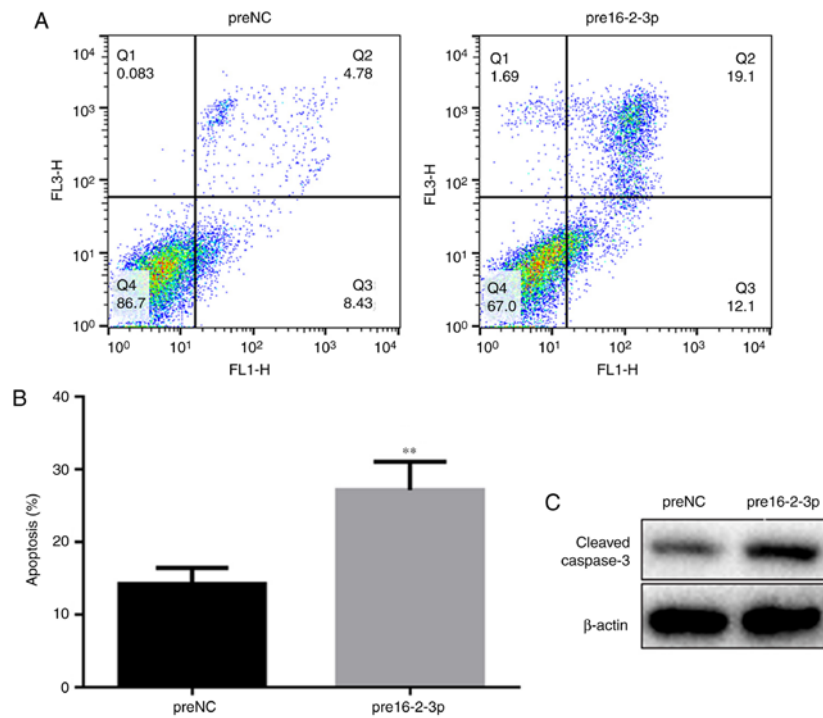 A
preNC
pre16-2-3p
Q1
0.083
Q2
4.78
Q4
86.7
Q3
8.43
10⁴
10³
10²
10¹
10⁰
FL3-H
10⁰ 10¹ 10² 10³ 10⁴
FL1-H
Q1
1.69
Q2
19.1
Q4
67.0
Q3
12.1
10⁴
10³
10²
10¹
10⁰
FL3-H
10⁰ 10¹ 10² 10³ 10⁴
FL1-H
B
40
30
20
10
0
Apoptosis (%)
**
preNC pre16-2-3p
C
preNC pre16-2-3p
Cleaved
caspase-3
β-actin